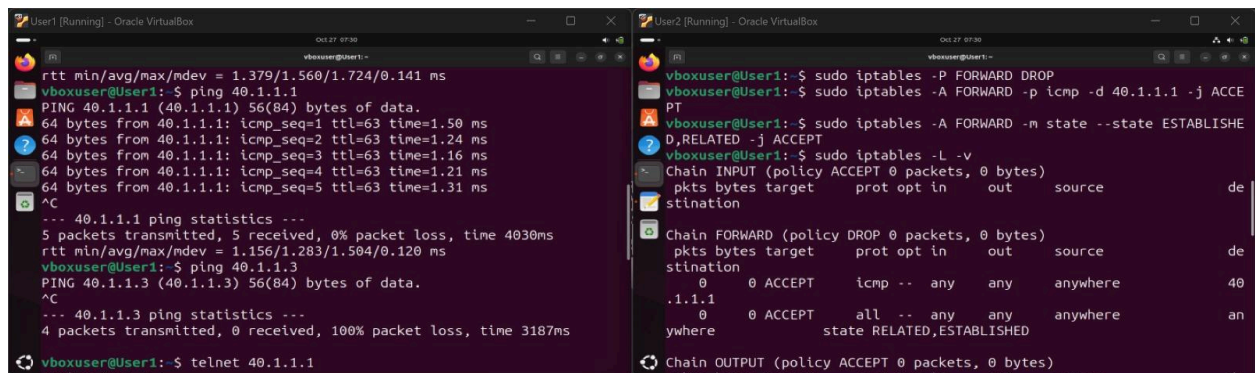 User1 [Running] - Oracle VirtualBox
Oct 27 07:30
vboxuser@User1: ~
rtt min/avg/max/mdev = 1.379/1.560/1.724/0.141 ms
vboxuser@User1:~$ ping 40.1.1.1
PING 40.1.1.1 (40.1.1.1) 56(84) bytes of data.
64 bytes from 40.1.1.1: icmp_seq=1 ttl=63 time=1.50 ms
64 bytes from 40.1.1.1: icmp_seq=2 ttl=63 time=1.24 ms
64 bytes from 40.1.1.1: icmp_seq=3 ttl=63 time=1.16 ms
64 bytes from 40.1.1.1: icmp_seq=4 ttl=63 time=1.21 ms
64 bytes from 40.1.1.1: icmp_seq=5 ttl=63 time=1.31 ms
^C
--- 40.1.1.1 ping statistics ---
5 packets transmitted, 5 received, 0% packet loss, time 4030ms
rtt min/avg/max/mdev = 1.156/1.283/1.504/0.120 ms
vboxuser@User1:~$ ping 40.1.1.3
PING 40.1.1.3 (40.1.1.3) 56(84) bytes of data.
^C
--- 40.1.1.3 ping statistics ---
4 packets transmitted, 0 received, 100% packet loss, time 3187ms
vboxuser@User1:~$ telnet 40.1.1.1
User2 [Running] - Oracle VirtualBox
Oct 27 07:30
vboxuser@User1: ~
vboxuser@User1:~$ sudo iptables -P FORWARD DROP
vboxuser@User1:~$ sudo iptables -A FORWARD -p icmp -d 40.1.1.1 -j ACCE
PT
vboxuser@User1:~$ sudo iptables -A FORWARD -m state --state ESTABLISHE
D,RELATED -j ACCEPT
vboxuser@User1:~$ sudo iptables -L -v
Chain INPUT (policy ACCEPT 0 packets, 0 bytes)
pkts bytes target prot opt in out source de
stination
Chain FORWARD (policy DROP 0 packets, 0 bytes)
pkts bytes target prot opt in out source de
stination
0 0 ACCEPT icmp -- any any anywhere 40
.1.1.1
0 0 ACCEPT all -- any any anywhere an
ywhere state RELATED,ESTABLISHED
Chain OUTPUT (policy ACCEPT 0 packets, 0 bytes)